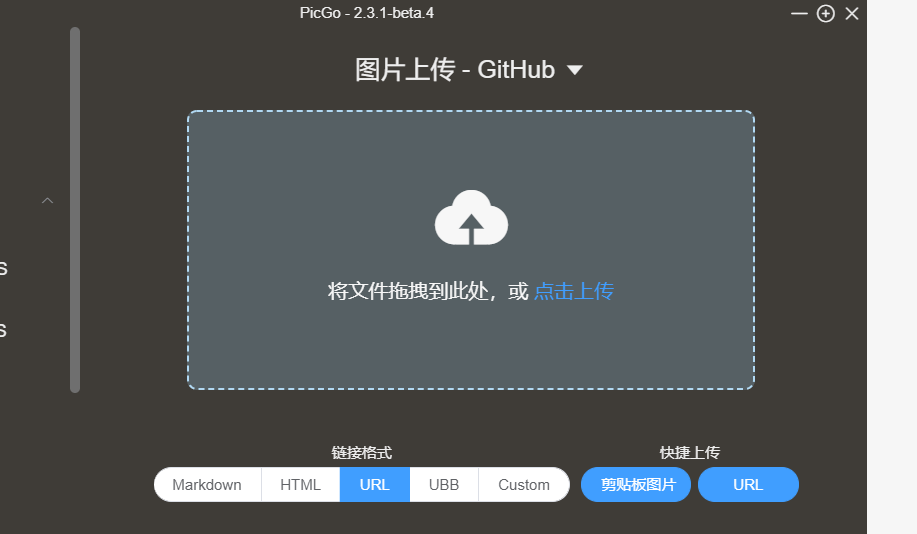 PicGo - 2.3.1-beta.4
图片上传 - GitHub
将文件拖拽到此处，或 点击上传
链接格式
快捷上传
Markdown HTML URL UBB Custom
剪贴板图片 URL